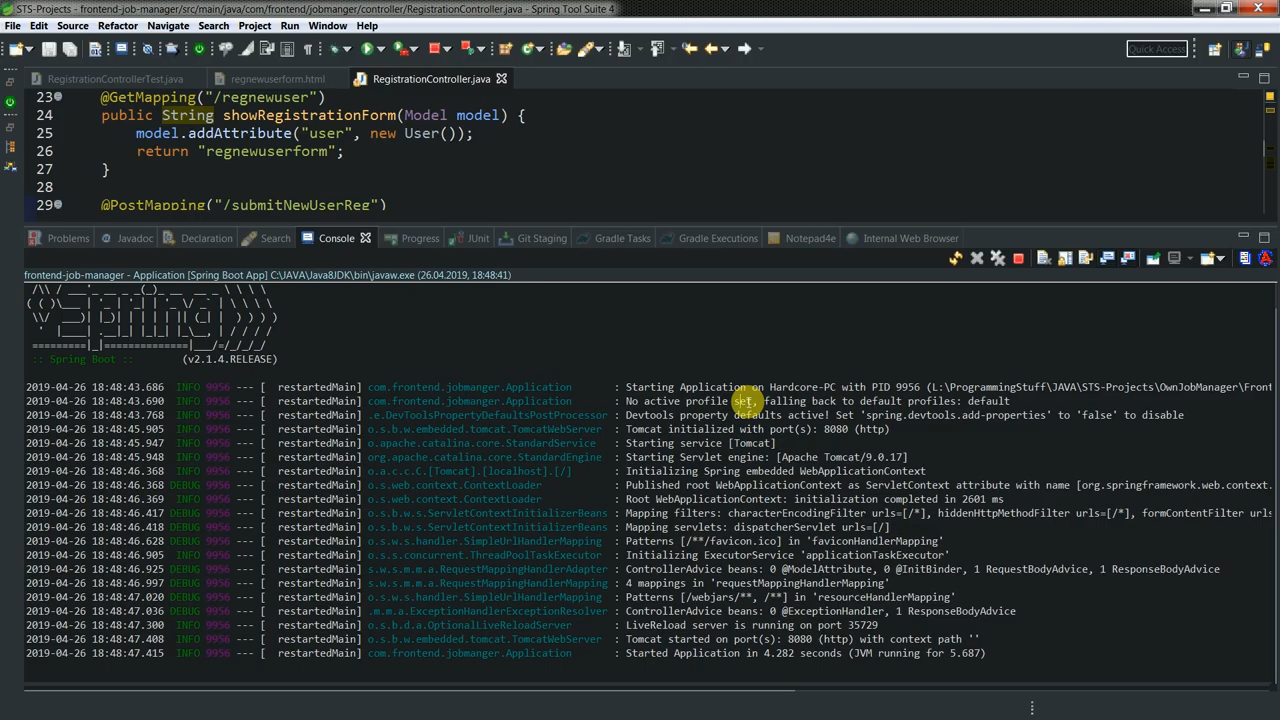 STS-Projects - frontend-job-manager/src/main/java/com/frontend/jobmanger/controller/RegistrationController.java - Spring Tool Suite 4
File Edit Source Refactor Navigate Search Project Run Window Help
Quick Access
RegistrationControllerTest.java regnewuserform.html RegistrationController.java
23 @GetMapping("/regnewuser")
24 public String showRegistrationForm(Model model) {
25 model.addAttribute("user", new User());
26 return "regnewuserform";
27 }
28
29 @PostMapping("/submitNewUserReg")
Problems Javadoc Declaration Search Console Progress JUnit Git Staging Gradle Tasks Gradle Executions Notepad4e Internal Web Browser
frontend-job-manager - Application [Spring Boot App] C:\JAVA\Java8JDK\bin\javaw.exe (26.04.2019, 18:48:41)
:: Spring Boot :: (v2.1.4.RELEASE)
2019-04-26 18:48:43.686 INFO 9956 --- [ restartedMain] com.frontend.jobmanger.Application : Starting Application on Hardcore-PC with PID 9956 (L:\ProgrammingStuff\JAVA\STS-Projects\OwnJobManager\Front
2019-04-26 18:48:43.690 INFO 9956 --- [ restartedMain] com.frontend.jobmanger.Application : No active profile set, falling back to default profiles: default
2019-04-26 18:48:43.765 INFO 9956 --- [ restartedMain] .e.DevToolsPropertyDefaultsPostProcessor : Devtools property defaults active! Set 'spring.devtools.add-properties' to 'false' to disable
2019-04-26 18:48:45.908 INFO 9956 --- [ restartedMain] o.s.b.w.embedded.tomcat.TomcatWebServer : Tomcat initialized with port(s): 8080 (http)
2019-04-26 18:48:45.947 INFO 9956 --- [ restartedMain] o.apache.catalina.core.StandardService : Starting service [Tomcat]
2019-04-26 18:48:45.948 INFO 9956 --- [ restartedMain] org.apache.catalina.core.StandardEngine : Starting Servlet engine: [Apache Tomcat/9.0.17]
2019-04-26 18:48:46.368 INFO 9956 --- [ restartedMain] o.a.c.c.C.[Tomcat].[localhost].[/] : Initializing Spring embedded WebApplicationContext
2019-04-26 18:48:46.368 DEBUG 9956 --- [ restartedMain] o.s.web.context.ContextLoader : Published root WebApplicationContext as ServletContext attribute with name [org.springframework.web.context.
2019-04-26 18:48:46.369 INFO 9956 --- [ restartedMain] o.s.web.context.ContextLoader : Root WebApplicationContext: initialization completed in 2601 ms
2019-04-26 18:48:46.417 DEBUG 9956 --- [ restartedMain] o.s.b.w.s.ServletContextInitializerBeans : Mapping filters: characterEncodingFilter urls=[/*], hiddenHttpMethodFilter urls=[/*], formContentFilter urls
2019-04-26 18:48:46.418 DEBUG 9956 --- [ restartedMain] o.s.b.w.s.ServletContextInitializerBeans : Mapping servlets: dispatcherServlet urls=[/]
2019-04-26 18:48:46.628 DEBUG 9956 --- [ restartedMain] o.s.w.s.handler.SimpleUrlHandlerMapping : Patterns [/**/favicon.ico] in 'faviconHandlerMapping'
2019-04-26 18:48:46.905 INFO 9956 --- [ restartedMain] o.s.s.concurrent.ThreadPoolTaskExecutor : Initializing ExecutorService 'applicationTaskExecutor'
2019-04-26 18:48:46.925 DEBUG 9956 --- [ restartedMain] s.w.s.m.m.a.RequestMappingHandlerAdapter : ControllerAdvice beans: 0 @ModelAttribute, 0 @InitBinder, 1 RequestBodyAdvice, 1 ResponseBodyAdvice
2019-04-26 18:48:46.997 DEBUG 9956 --- [ restartedMain] s.w.s.m.m.a.RequestMappingHandlerMapping : 4 mappings in 'requestMappingHandlerMapping'
2019-04-26 18:48:47.020 DEBUG 9956 --- [ restartedMain] o.s.w.s.handler.SimpleUrlHandlerMapping : Patterns [/webjars/**, /**] in 'resourceHandlerMapping'
2019-04-26 18:48:47.036 DEBUG 9956 --- [ restartedMain] .m.m.a.ExceptionHandlerExceptionResolver : ControllerAdvice beans: 0 @ExceptionHandler, 1 ResponseBodyAdvice
2019-04-26 18:48:47.300 INFO 9956 --- [ restartedMain] o.s.b.d.a.OptionalLiveReloadServer : LiveReload server is running on port 35729
2019-04-26 18:48:47.408 INFO 9956 --- [ restartedMain] o.s.b.w.embedded.tomcat.TomcatWebServer : Tomcat started on port(s): 8080 (http) with context path ''
2019-04-26 18:48:47.415 INFO 9956 --- [ restartedMain] com.frontend.jobmanger.Application : Started Application in 4.282 seconds (JVM running for 5.687)